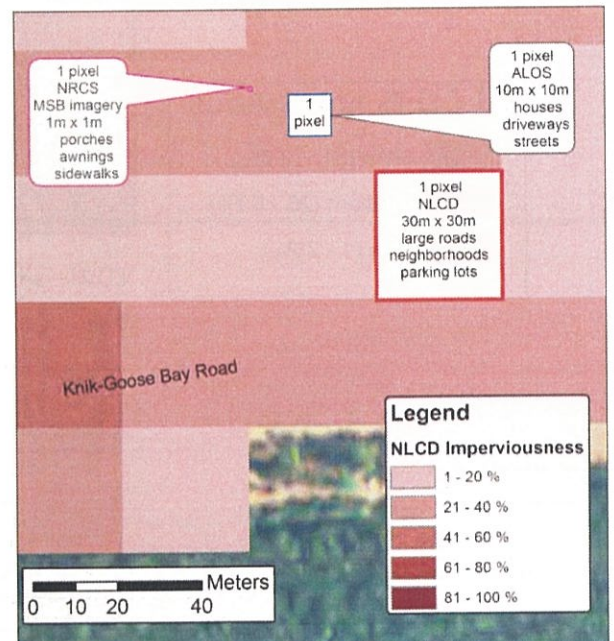 1 pixel
NRCS
MSB imagery
1m x 1m
porches
awnings
sidewalks
1
pixel
1 pixel
ALOS
10m x 10m
houses
driveways
streets
1 pixel
NLCD
30m x 30m
large roads
neighborhoods
parking lots
Knik-Goose Bay Road
Legend
NLCD Imperviousness
1 - 20 %
21 - 40 %
41 - 60 %
61 - 80 %
81 - 100 %
Meters
0 10 20 40